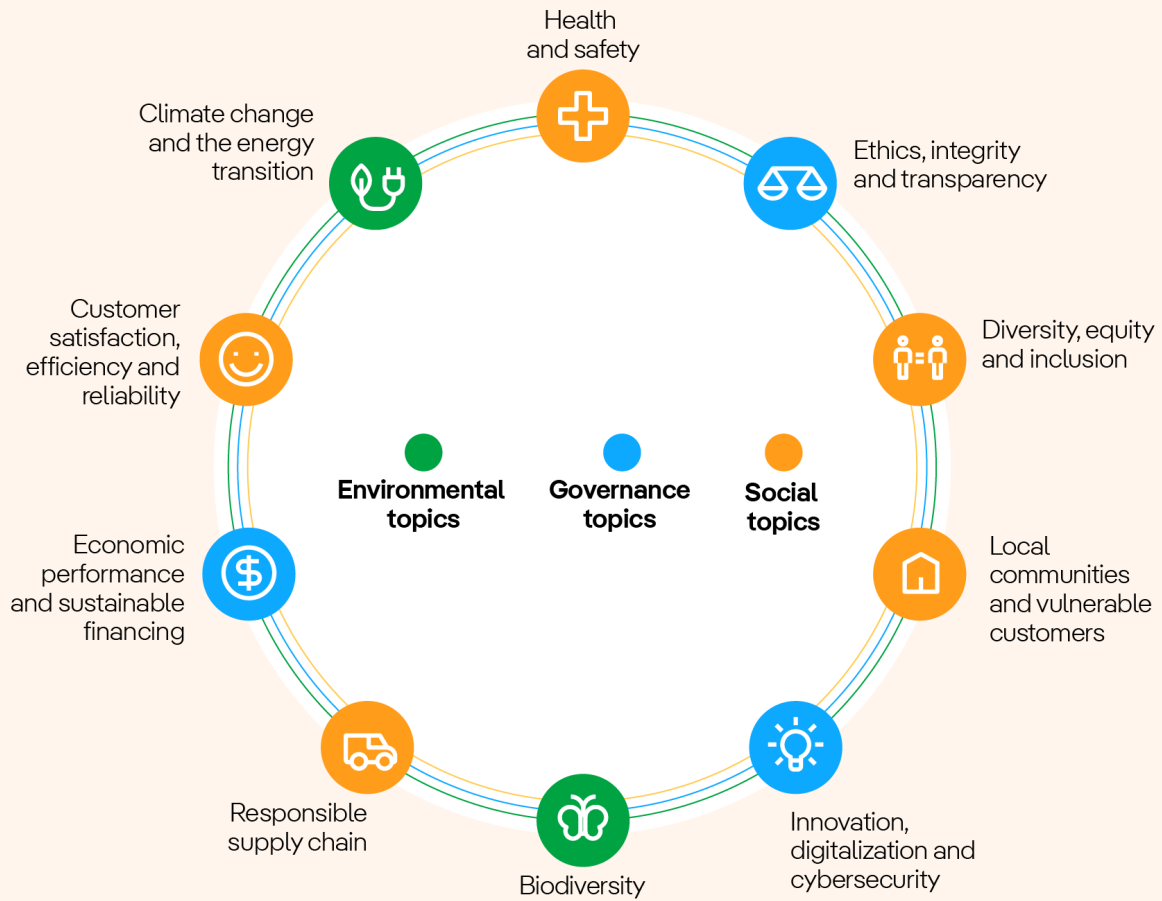 Health
and safety
Climate change
and the energy
transition
Ethics, integrity
and transparency
Customer
satisfaction,
efficiency and
reliability
Diversity, equity
and inclusion
Environmental
topics
Governance
topics
Social
topics
Economic
performance
and sustainable
financing
$
Local
communities
and vulnerable
customers
Responsible
supply chain
Innovation,
digitalization and
cybersecurity
Biodiversity